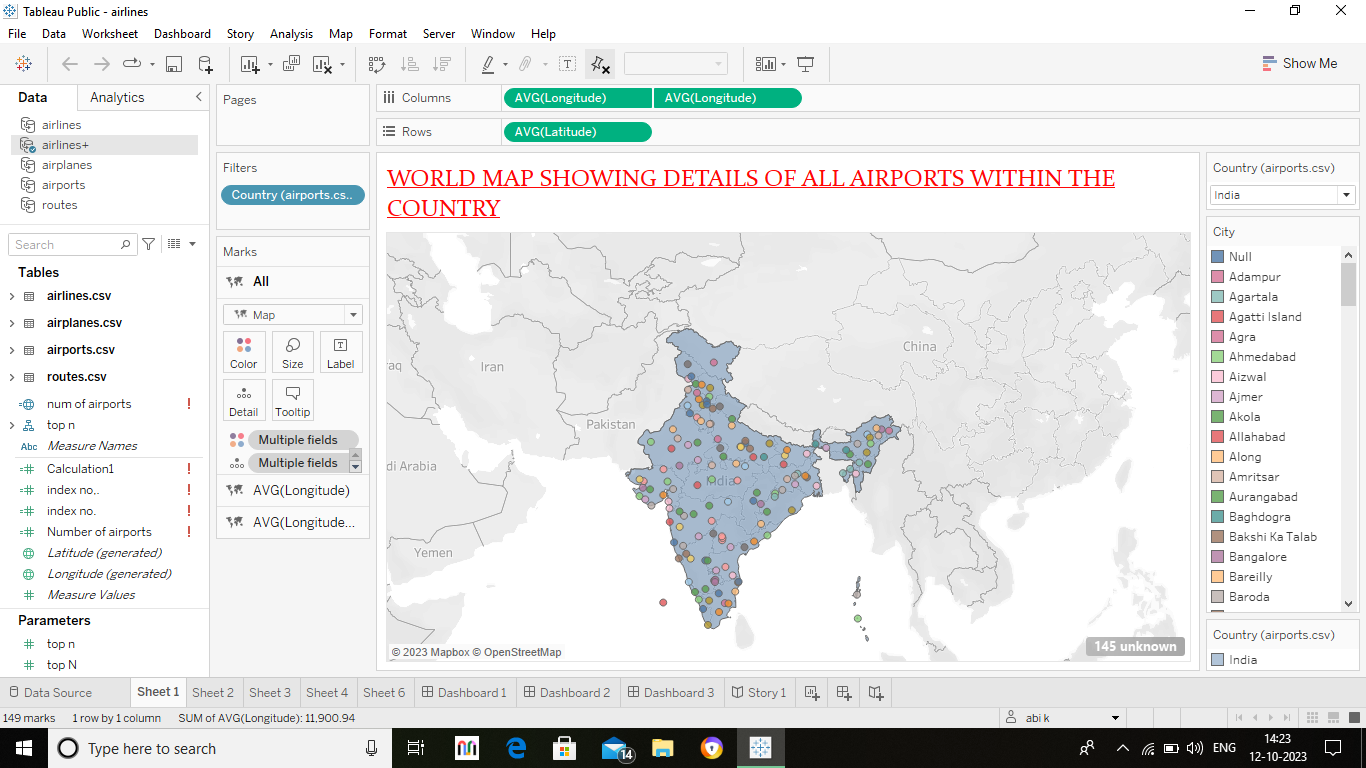 Tableau Public - airlines
File Data Worksheet Dashboard Story Analysis Map Format Server Window Help
Show Me
Data Analytics
airlines
airlines+
airplanes
airports
routes
Search
Tables
airlines.csv
airplanes.csv
airports.csv
routes.csv
num of airports !
top n
Abc Measure Names
Calculation1 !
index no,. !
index no. !
Number of airports !
Latitude (generated)
Longitude (generated)
Measure Values
Parameters
top n
top N
Pages
Filters
Country (airports.cs..
Marks
All
Map
Color Size Label
Detail Tooltip
Multiple fields
Multiple fields
AVG(Longitude)
AVG(Longitude...
Columns AVG(Longitude) AVG(Longitude)
Rows AVG(Latitude)
WORLD MAP SHOWING DETAILS OF ALL AIRPORTS WITHIN THE
COUNTRY
China
Iran
aq
Pakistan
di Arabia
India
Yemen
© 2023 Mapbox © OpenStreetMap
145 unknown
Country (airports.csv)
India
City
Null
Adampur
Agartala
Agatti Island
Agra
Ahmedabad
Aizwal
Ajmer
Akola
Allahabad
Along
Amritsar
Aurangabad
Baghdogra
Bakshi Ka Talab
Bangalore
Bareilly
Baroda
Country (airports.csv)
India
Data Source Sheet 1 Sheet 2 Sheet 3 Sheet 4 Sheet 6 Dashboard 1 Dashboard 2 Dashboard 3 Story 1
149 marks 1 row by 1 column SUM of AVG(Longitude): 11,900.94 abi k
Type here to search 14 ENG 14:23
12-10-2023